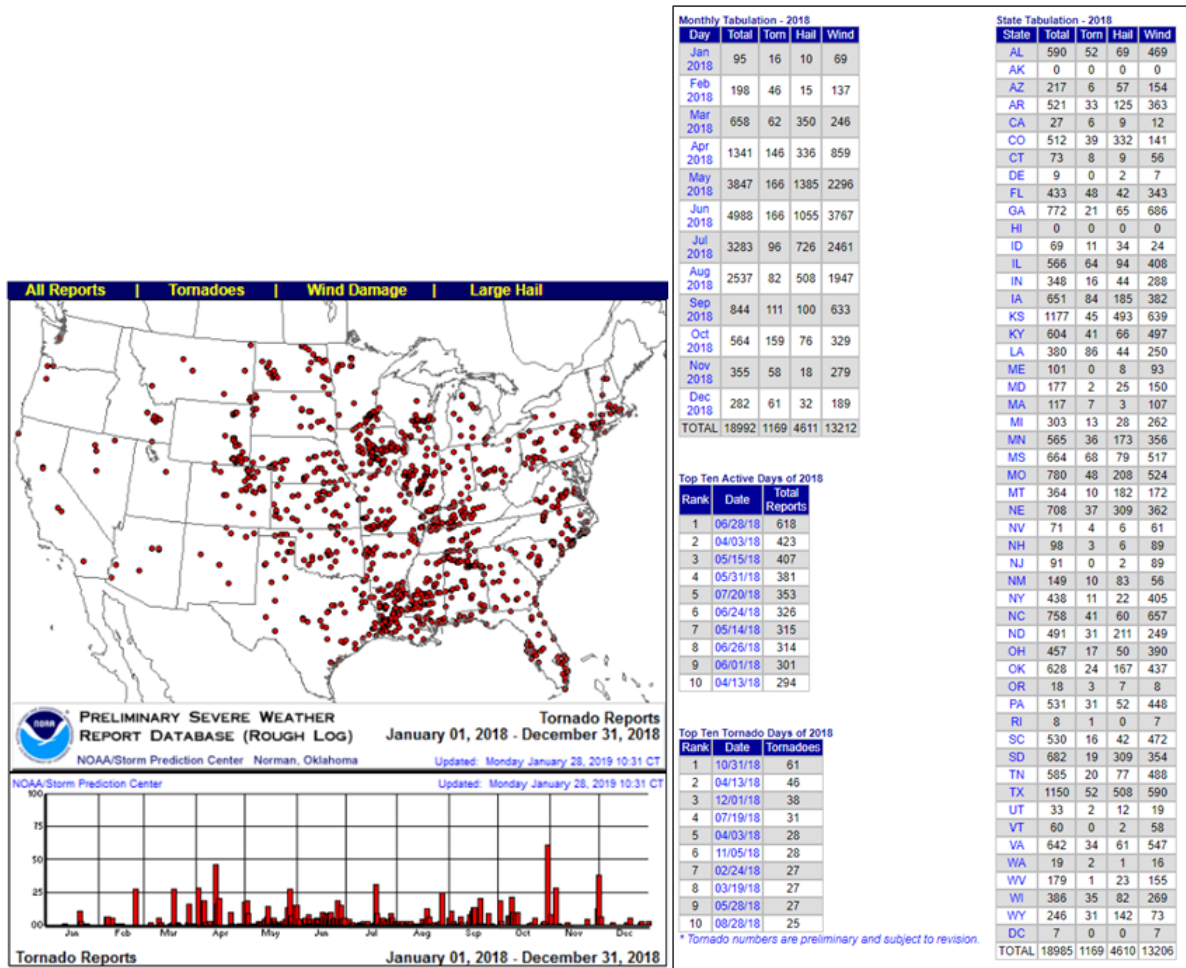 All Reports | Tornadoes | Wind Damage | Large Hail
NOAA
PRELIMINARY SEVERE WEATHER
REPORT DATABASE (ROUGH LOG)
NOAA/Storm Prediction Center Norman, Oklahoma
Tornado Reports
January 01, 2018 - December 31, 2018
Updated: Monday January 28, 2019 10:31 CT
NOAA/Storm Prediction Center Updated: Monday January 28, 2019 10:31 CT
100
75
50
25
00
Jan Feb Mar Apr May Jun Jul Aug Sep Oct Nov Dec
Tornado Reports January 01, 2018 - December 31, 2018
Monthly Tabulation - 2018
Day Total Torn Hail Wind
Jan 2018 95 16 10 69
Feb 2018 198 46 15 137
Mar 2018 658 62 350 246
Apr 2018 1341 146 336 859
May 2018 3847 166 1385 2296
Jun 2018 4988 166 1055 3767
Jul 2018 3283 96 726 2461
Aug 2018 2537 82 508 1947
Sep 2018 844 111 100 633
Oct 2018 564 159 76 329
Nov 2018 355 58 18 279
Dec 2018 282 61 32 189
TOTAL 18992 1169 4611 13212
Top Ten Active Days of 2018
Rank Date Total Reports
1 06/28/18 618
2 04/03/18 423
3 05/15/18 407
4 05/31/18 381
5 07/20/18 353
6 06/24/18 326
7 05/14/18 315
8 06/26/18 314
9 06/01/18 301
10 04/13/18 294
Top Ten Tornado Days of 2018
Rank Date Tornadoes
1 10/31/18 61
2 04/13/18 46
3 12/01/18 38
4 07/19/18 31
5 04/03/18 28
6 11/05/18 28
7 02/24/18 27
8 03/19/18 27
9 05/28/18 27
10 08/28/18 25
* Tornado numbers are preliminary and subject to revision.
State Tabulation - 2018
State Total Torn Hail Wind
AL 590 52 69 469
AK 0 0 0 0
AZ 217 6 57 154
AR 521 33 125 363
CA 27 6 9 12
CO 512 39 332 141
CT 73 8 9 56
DE 9 0 2 7
FL 433 48 42 343
GA 772 21 65 686
HI 0 0 0 0
ID 69 11 34 24
IL 566 64 94 408
IN 348 16 44 288
IA 651 84 185 382
KS 1177 45 493 639
KY 604 41 66 497
LA 380 86 44 250
ME 101 0 8 93
MD 177 2 25 150
MA 117 7 3 107
MI 303 13 28 262
MN 565 36 173 356
MS 664 68 79 517
MO 780 48 208 524
MT 364 10 182 172
NE 708 37 309 362
NV 71 4 6 61
NH 98 3 6 89
NJ 91 0 2 89
NM 149 10 83 56
NY 438 11 22 405
NC 758 41 60 657
ND 491 31 211 249
OH 457 17 50 390
OK 628 24 167 437
OR 18 3 7 8
PA 531 31 52 448
RI 8 1 0 7
SC 530 16 42 472
SD 682 19 309 354
TN 585 20 77 488
TX 1150 52 508 590
UT 33 2 12 19
VT 60 0 2 58
VA 642 34 61 547
WA 19 2 1 16
WV 179 1 23 155
WI 386 35 82 269
WY 246 31 142 73
DC 7 0 0 7
TOTAL 18985 1169 4610 13206